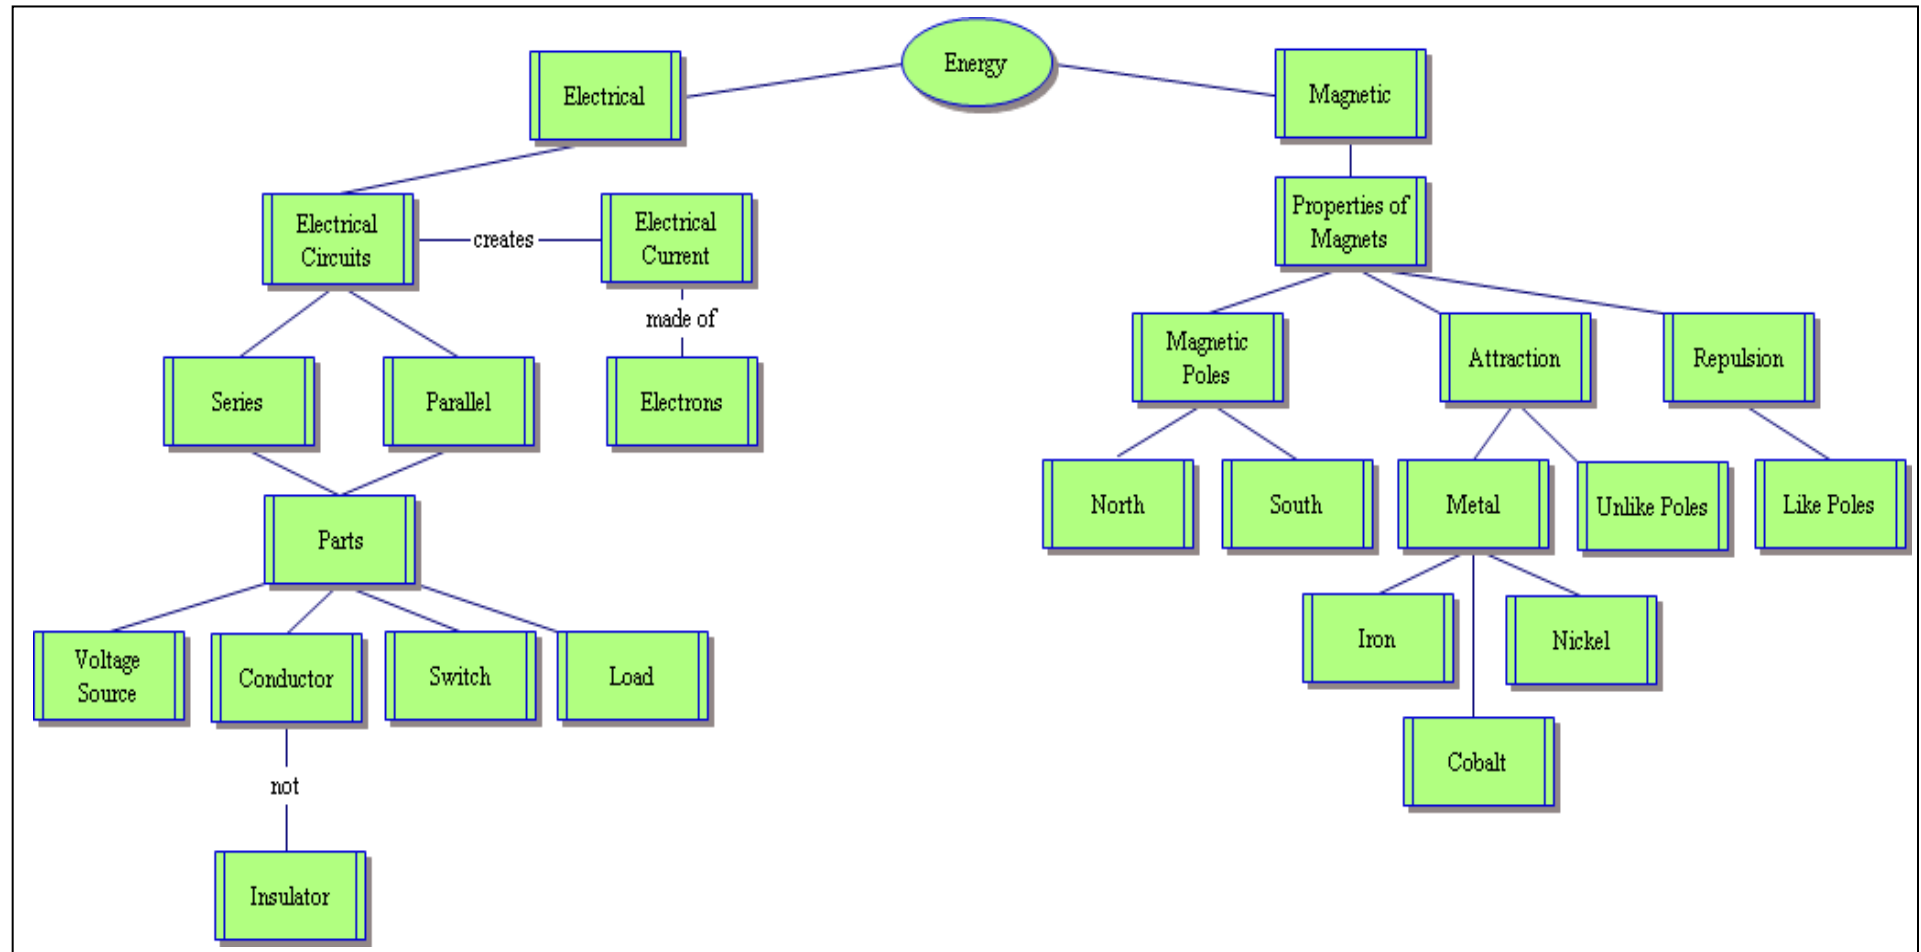 Energy
Electrical
Magnetic
Electrical
Circuits
creates
Electrical
Current
Properties of
Magnets
made of
Series
Parallel
Electrons
Magnetic
Poles
Attraction
Repulsion
North
South
Metal
Unlike Poles
Like Poles
Parts
Iron
Nickel
Voltage
Source
Conductor
Switch
Load
Cobalt
not
Insulator